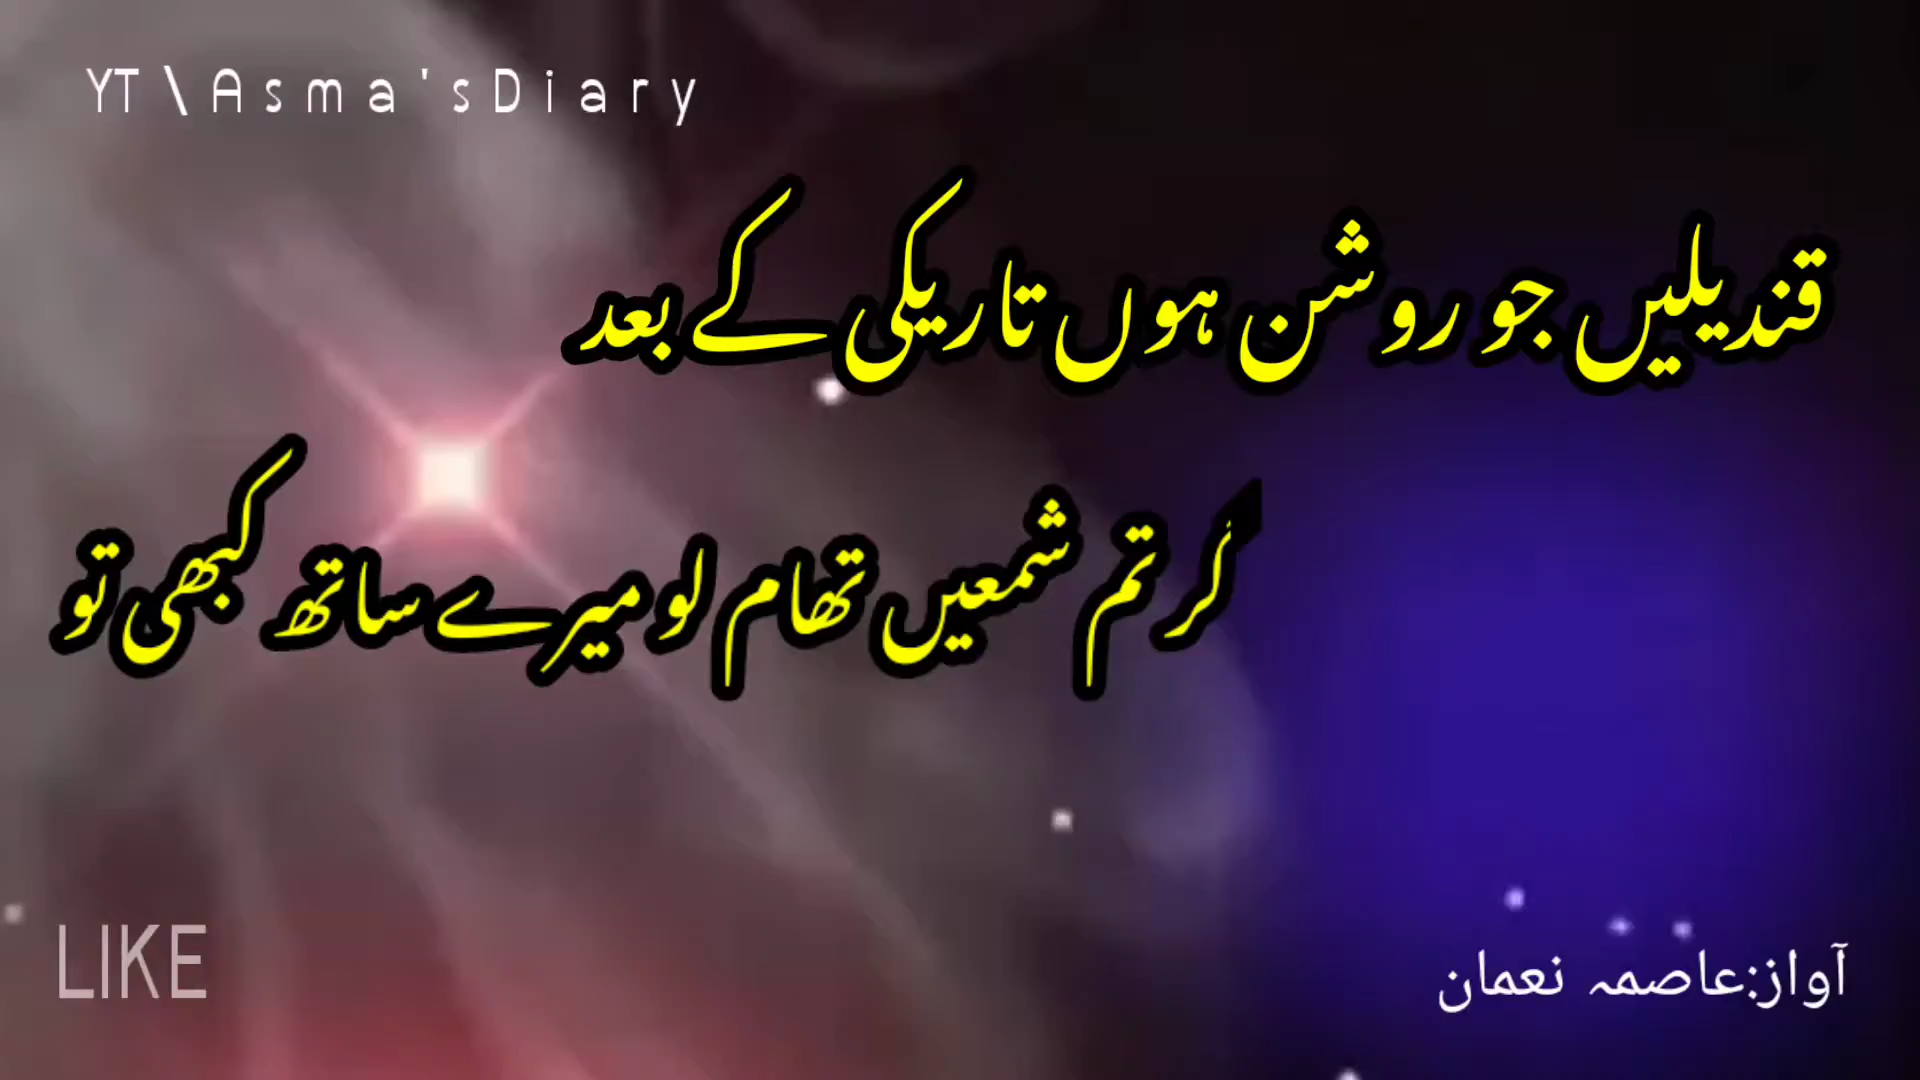 YT\Asma'sDiary
قندیلیں جو روشن ہوں تاریکی کے بعد
گر تم شمعیں تھام لو میرے ساتھ کبھی تو
LIKE
آواز:عاصمہ نعمان